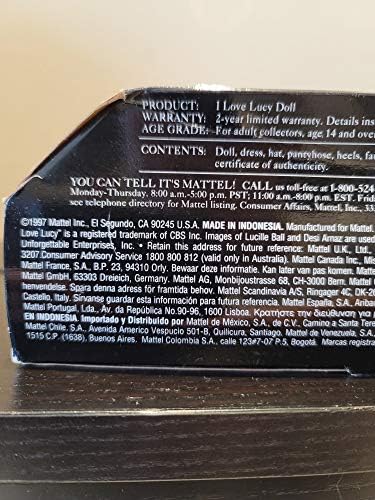 PRODUCT: I Love Lucy Doll
WARRANTY: 2-year limited warranty. Details ins
AGE GRADE: For adult collectors, age 14 and over
CONTENTS: Doll, dress, hat, pantyhose, heels, fa
certificate of authenticity.
YOU CAN TELL IT'S MATTEL! CALL us toll-free at 1-800-524
Monday-Thursday. 8:00 a.m.-5:00 p.m. PST; 11:00 a.m.-8:00 p.m. EST. Frid
see telephone directory for Mattel listing. Consumer Affairs, Mattel, Inc., 33
©1997 Mattel Inc., El Segundo, CA 90245 U.S.A. MADE IN INDONESIA. Manufactured for Mattel.
Love Lucy" is a registered trademark of CBS Inc. Images of Lucille Ball and Desi Arnaz are used wit
Unforgettable Enterprises, Inc. • Retain this address for future reference: Mattel U.K., Ltd.,
3207.Consumer Advisory Service 1800 800 812 (valid only in Australia). Mattel Canada Inc., Miss
Mattel France, S.A., B.P. 23, 94310 Orly. Bewaar deze informatie. Kan later van pas komen. Mattel
GmbH, 63303 Dreieich, Germany. Mattel AG, Monbijoustrasse 68, CH-3000 Bern.
henvendelse. Spara denna adress för framtida behov. Mattel Scandinavia A/S, Ringager 4C, DK-26
Castello, Italy. Sírvanse guardar esta información para futura referencia. Mattel España, S.A., Ariba
Mattel Portugal Lda., Av. da República No.90-96, 1600 Lisboa. Κρατήστε την διεύθυνση για μ
EN INDONESIA. Importado y Distribuido por Mattel de México, S.A., de C.V., Camino a Santa Teres
Mattel Chile, S.A., Avenida Americo Vespucio 501-B, Quilicura, Santiago. Mattel de Venezuela, S.A.,
1515 C.P. (1638), Buenos Aires. Mattel Colombia S.A., calle 123#7-07 P.5, Bogotá. Marcas registrad